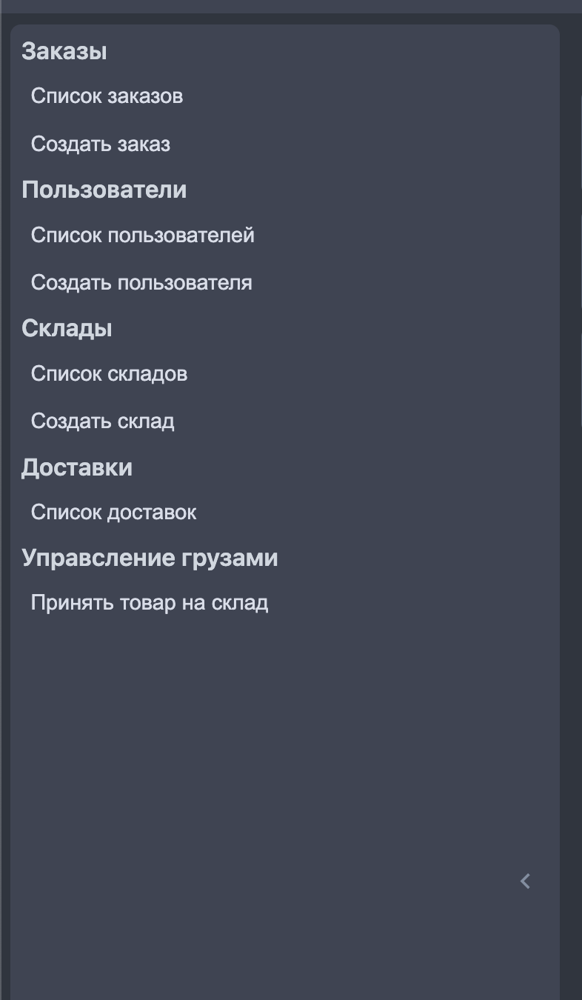 Заказы
Список заказов
Создать заказ
Пользователи
Список пользователей
Создать пользователя
Склады
Список складов
Создать склад
Доставки
Список доставок
Управсление грузами
Принять товар на склад